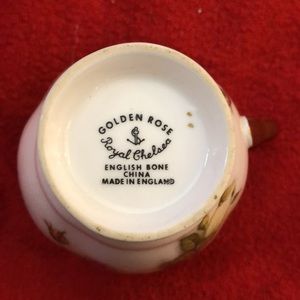 GOLDEN ROSE
Royal Chelsea
ENGLISH BONE
CHINA
MADE IN ENGLAND